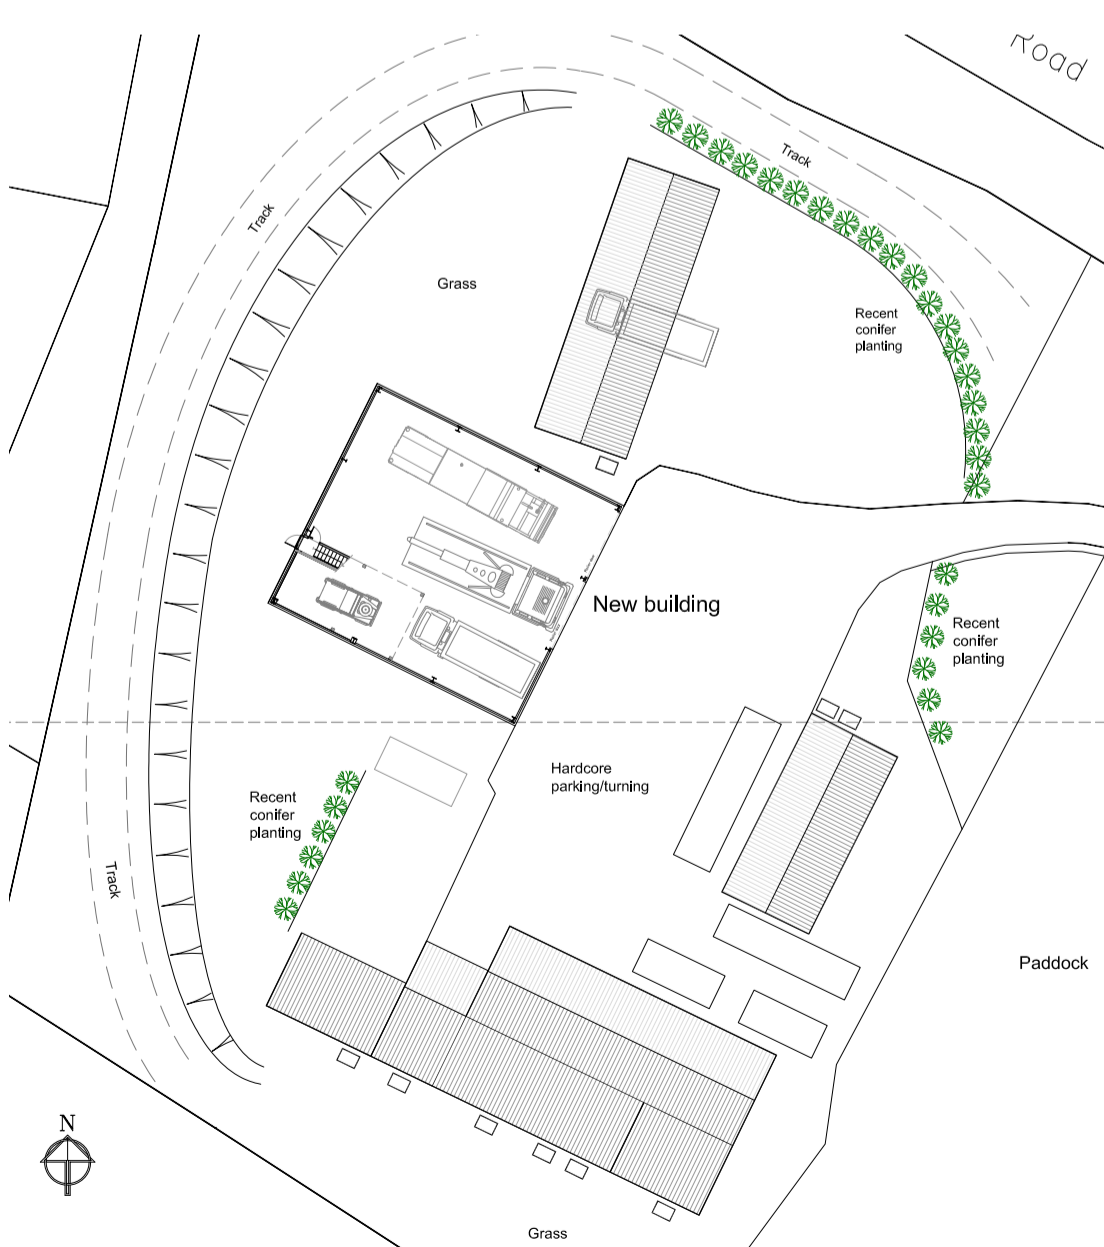 Road
Track
Track
Grass
Recent
conifer
planting
New building
Recent
conifer
planting
Hardcore
parking/turning
Recent
conifer
planting
Track
Paddock
N
Grass